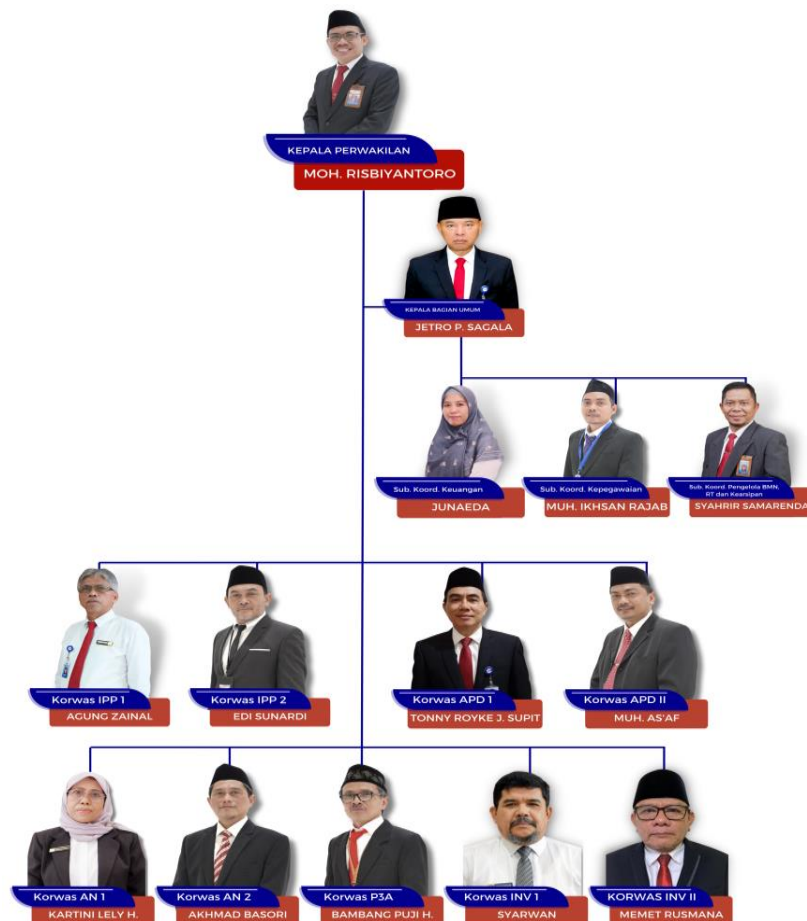 KEPALA PERWAKILAN
MOH. RISBIYANTORO
KEPALA BAGIAN UMUM
JETRO P. SAGALA
Sub. Koord. Keuangan
JUNAEDA
Sub. Koord. Kepegawaian
MUH. IKHSAN RAJAB
Sub. Koord. Pengelola BMN,
RT dan Kearsipen
SYAHRIR SAMARENDA
Korwas IPP 1
AGUNG ZAINAL
Korwas IPP 2
EDI SUNARDI
Korwas APD 1
TONNY ROYKE J. SUPIT
Korwas APD II
MUH. AS'AF
Korwas AN 1
KARTINI LELY H.
Korwas AN 2
AKHMAD BASORI
Korwas P3A
BAMBANG PUJI H.
Korwas INV 1
SYARWAN
KORWAS INV II
MEMET RUSMANA